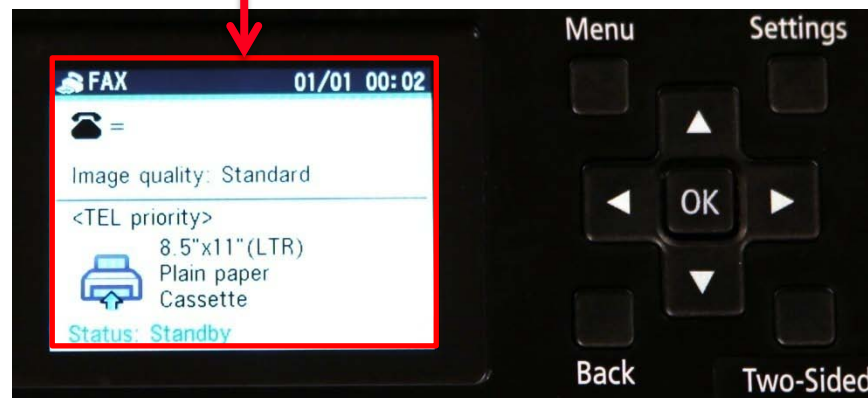 Menu
Settings
FAX 01/01 00:02
=
Image quality: Standard
<TEL priority>
8.5"x11"(LTR)
Plain paper
Cassette
Status: Standby
OK
Back
Two-Sided